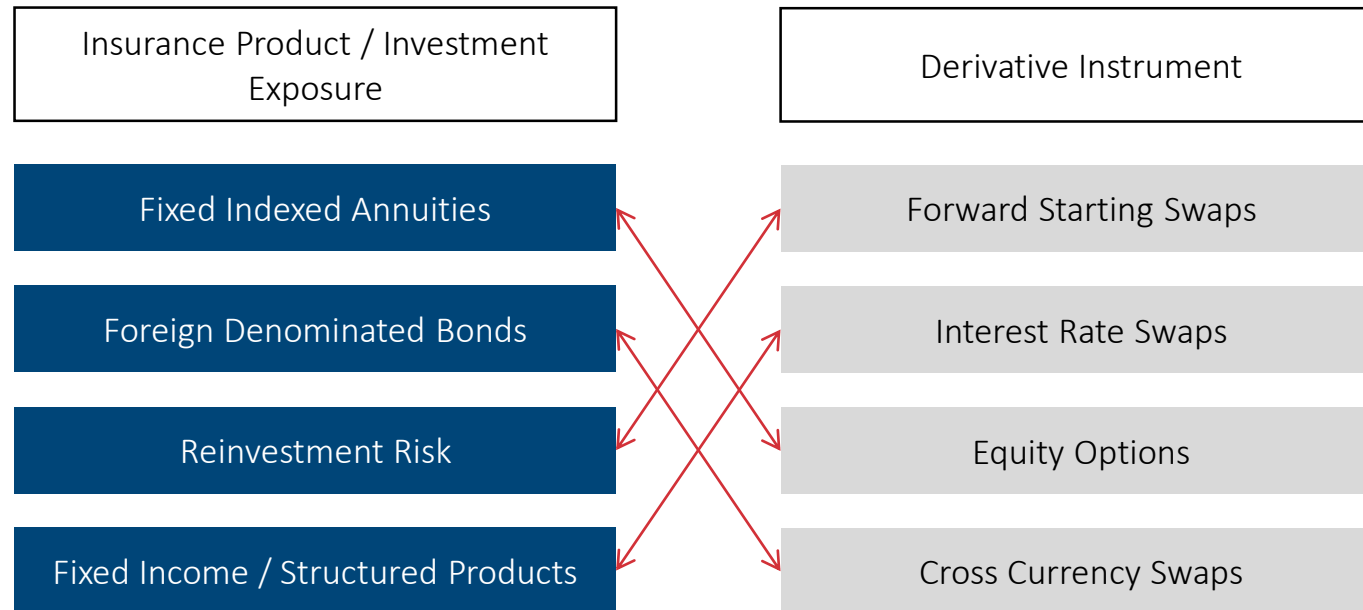 Insurance Product / Investment
Exposure
Derivative Instrument
Fixed Indexed Annuities
Forward Starting Swaps
Foreign Denominated Bonds
Interest Rate Swaps
Reinvestment Risk
Equity Options
Fixed Income / Structured Products
Cross Currency Swaps